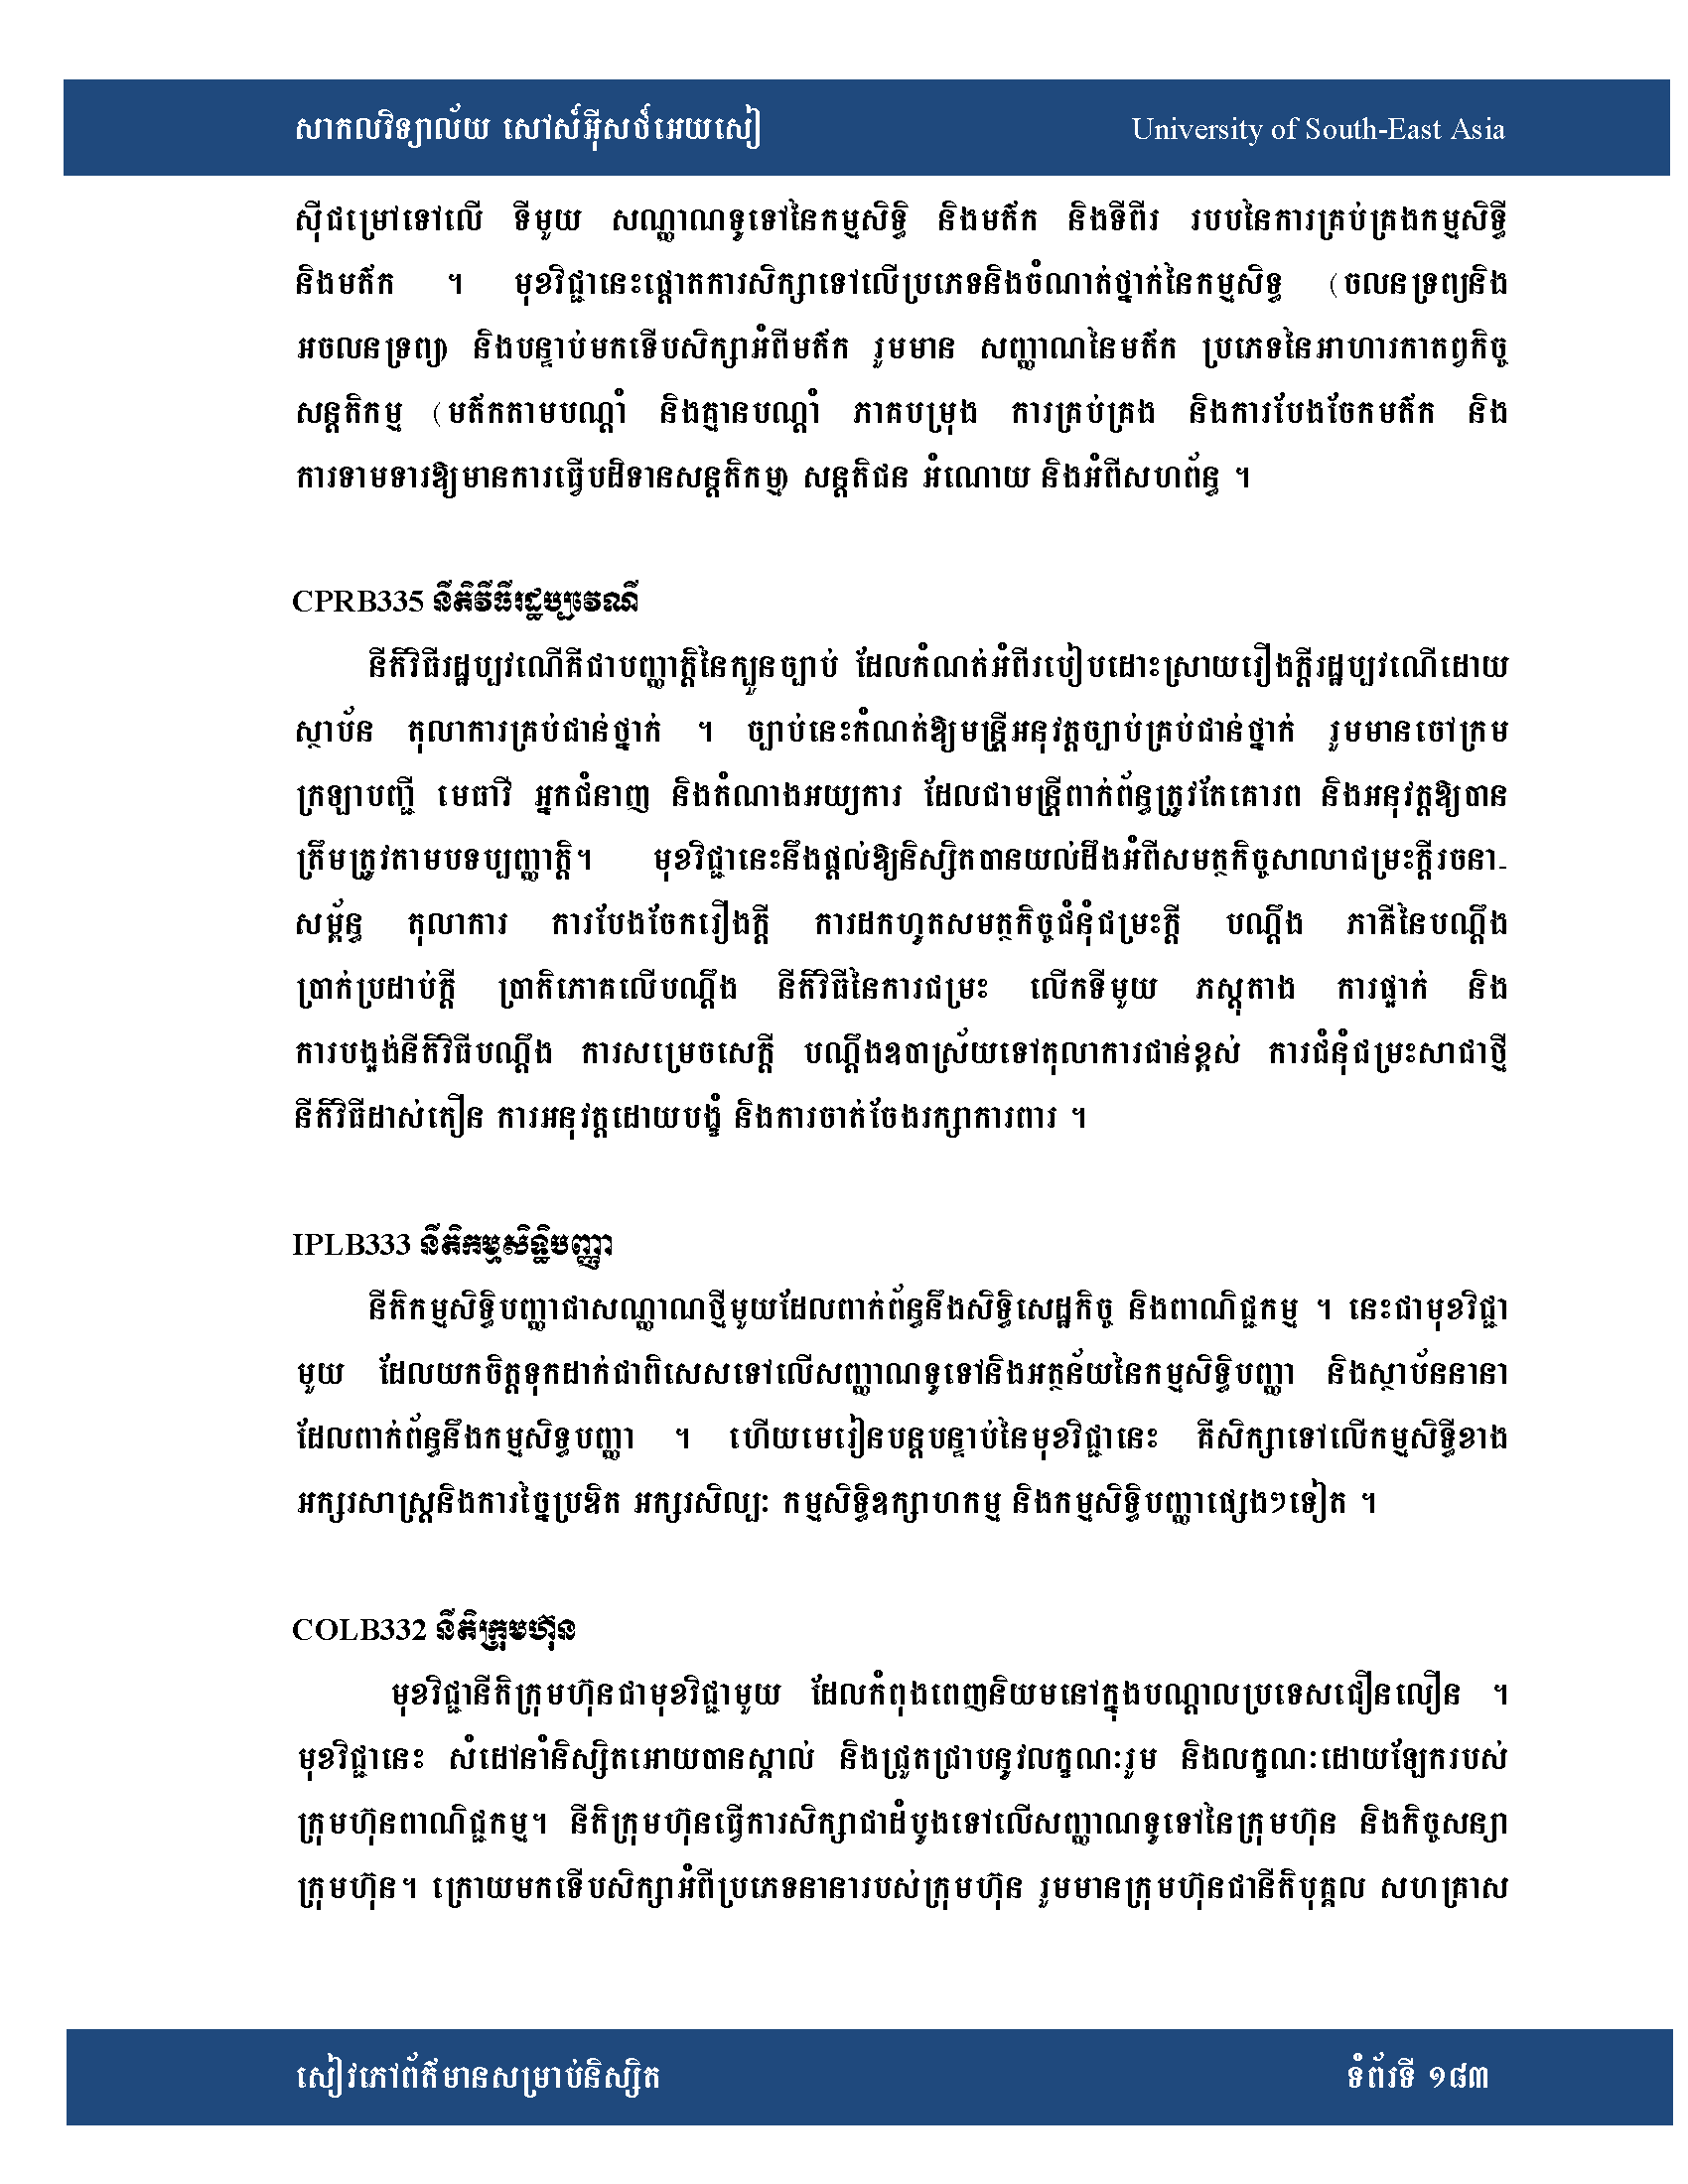 សាកលវិទ្យាល័យ សៅស៍អ៊ីសថ៍អេយសៀ University of South-East Asia
ស៊ីជម្រៅទៅលើ ទីមួយ សណ្ឋាណទូទៅនៃកម្មសិទ្ធិ និងមត៌ក និងទីពីរ របបនៃការគ្រប់គ្រងកម្មសិទ្ធី
និងមត៌ក ។ មុខវិជ្ជានេះផ្តោតការសិក្សាទៅលើប្រភេទនិងចំណាត់ថ្នាក់នៃកម្មសិទ្ធ (ចលនទ្រព្យនិង
អចលនទ្រព្យ) និងបន្ទាប់មកទើបសិក្សាអំពីមត៌ក រួមមាន សញ្ញាណនៃមត៌ក ប្រភេទនៃអាហារកាតព្វកិច្ច
សន្តតិកម្ម (មត៌កតាមបណ្តាំ និងគ្មានបណ្តាំ ភាគបម្រុង ការគ្រប់គ្រង និងការបែងចែកមត៌ក និង
ការទាមទារឱ្យមានការធ្វើបដិទានសន្តតិកម្ម) សន្តតិជន អំណោយ និងអំពីសហព័ន្ធ ។
CPRB335 នីតិវិធីរដ្ឋប្បវេណី
នីតិវិធីរដ្ឋប្បវណើគឺជាបញ្ញាត្តិនៃក្បួនច្បាប់ ដែលកំណត់អំពីរបៀបដោះស្រាយរឿងក្តីរដ្ឋប្បវណើដោយ
ស្ថាប័ន តុលាការគ្រប់ជាន់ថ្នាក់ ។ ច្បាប់នេះកំណត់ឱ្យមន្ត្រីអនុវត្តច្បាប់គ្រប់ជាន់ថ្នាក់ រួមមានចៅក្រម
ក្រឡាបញ្ជី មេធាវី អ្នកជំនាញ និងតំណាងអយ្យការ ដែលជាមន្ត្រីពាក់ព័ន្ធត្រូវតែគោរព និងអនុវត្តឱ្យបាន
ត្រឹមត្រូវតាមបទប្បញ្ញាត្តិ។ មុខវិជ្ជានេះនឹងផ្តល់ឱ្យនិស្សិតបានយល់ដឹងអំពីសមត្ថកិច្ចសាលាជម្រះក្តីរចនា-
សម្ព័ន្ធ តុលាការ ការបែងចែករឿងក្តី ការដកហូតសមត្ថកិច្ចជំនុំជម្រះក្តី បណ្តឹង ភាគីនៃបណ្តឹង
ប្រាក់ប្រដាប់ក្តី ប្រាតិភោគលើបណ្តឹង នីតិវិធីនៃការជម្រះ លើកទីមួយ ភស្តុតាង ការផ្អាក់ និង
ការបង្អង់នីតិវិធីបណ្តឹង ការសម្រេចសេក្តី បណ្តឹងឧបាស្រ័យទៅតុលាការជាន់ខ្ពស់ ការជំនុំជម្រះសាជាថ្មី
នីតិវិធីដាស់តឿន ការអនុវត្តដោយបង្ខំ និងការចាត់ចែងរក្សាការពារ ។
IPLB333 នីតិកម្មសិទ្ធិបញ្ញា
នីតិកម្មសិទ្ធិបញ្ញាជាសណ្ឋាណថ្មីមួយដែលពាក់ព័ន្ធនឹងសិទ្ធិសេដ្ឋកិច្ច និងពាណិជ្ជកម្ម ។ នេះជាមុខវិជ្ជា
មួយ ដែលយកចិត្តទុកដាក់ជាពិសេសទៅលើសញ្ញាណទូទៅនិងអត្ថន័យនៃកម្មសិទ្ធិបញ្ញា និងស្ថាប័ននានា
ដែលពាក់ព័ន្ធនឹងកម្មសិទ្ធបញ្ញា ។ ហើយមេរៀនបន្តបន្ទាប់នៃមុខវិជ្ជានេះ គឺសិក្សាទៅលើកម្មសិទ្ធីខាង
អក្សរសាស្ត្រនិងការច្នៃប្រឌិត អក្សរសិល្បៈ កម្មសិទ្ធិឧក្សាហកម្ម និងកម្មសិទ្ធិបញ្ញាផ្សេងៗទៀត ។
COLB332 នីតិក្រុមហ៊ុន
មុខវិជ្ជានីតិក្រុមហ៊ុនជាមុខវិជ្ជាមួយ ដែលកំពុងពេញនិយមនៅក្នុងបណ្តាលប្រទេសជឿនលឿន ។
មុខវិជ្ជានេះ សំដៅនាំនិស្សិតអោយបានស្គាល់ និងជ្រួតជ្រាបនូវលក្ខណៈរួម និងលក្ខណៈដោយឡែករបស់
ក្រុមហ៊ុនពាណិជ្ជកម្ម។ នីតិក្រុមហ៊ុនធ្វើការសិក្សាជាដំបូងទៅលើសញ្ញាណទូទៅនៃក្រុមហ៊ុន និងកិច្ចសន្យា
ក្រុមហ៊ុន។ ក្រោយមកទើបសិក្សាអំពីប្រភេទនានារបស់ក្រុមហ៊ុន រួមមានក្រុមហ៊ុនជានីតិបុគ្គល សហគ្រាស
សៀវភៅព័ត៌មានសម្រាប់និស្សិត ទំព័រទី ១៨៣